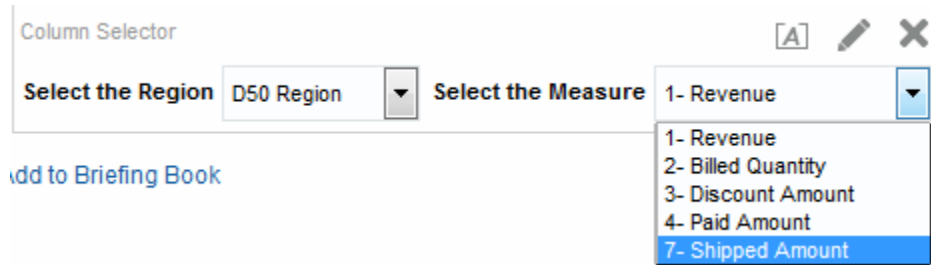 Column Selector
[A]
Select the Region D50 Region Select the Measure 1- Revenue
1- Revenue
2- Billed Quantity
3- Discount Amount
4- Paid Amount
7- Shipped Amount
dd to Briefing Book